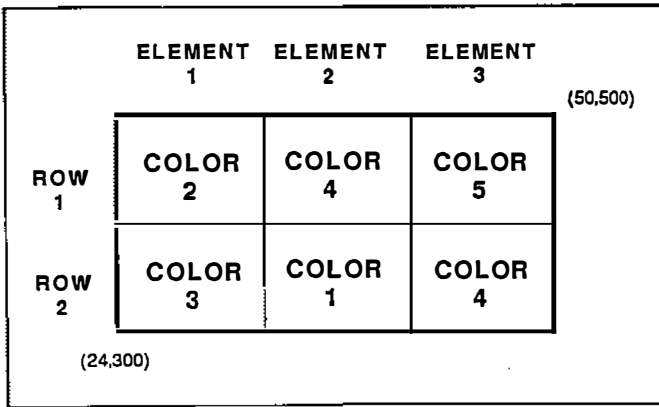 ELEMENT ELEMENT ELEMENT
1 2 3
(50,500)
ROW
1
COLOR COLOR COLOR
2 4 5
ROW
2
COLOR COLOR COLOR
3 1 4
(24,300)